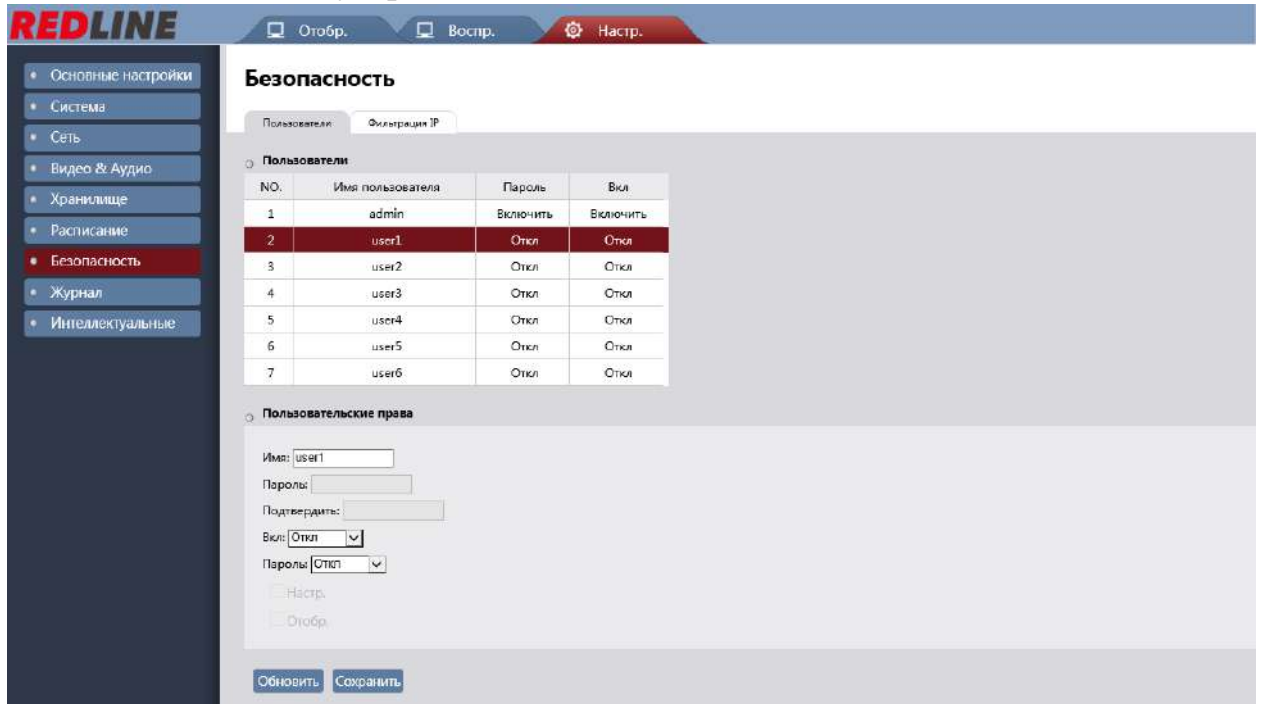 REDLINE
Отобр.
Воспр.
Настр.
Основные настройки
Система
Сеть
Видео & Аудио
Хранилище
Расписание
Безопасность
Журнал
Интеллектуальные
Безопасность
Пользователи Фильтрация IP
Пользователи
NO. Имя пользователя Пароль Вкл
1 admin Включить Включить
2 user1 Откл Откл
3 user2 Откл Откл
4 user3 Откл Откл
5 user4 Откл Откл
6 user5 Откл Откл
7 user6 Откл Откл
Пользовательские права
Имя: user1
Пароль:
Подтвердить:
Вкл: Откл
Пароль: Откл
Настр.
Отобр.
Обновить Сохранить